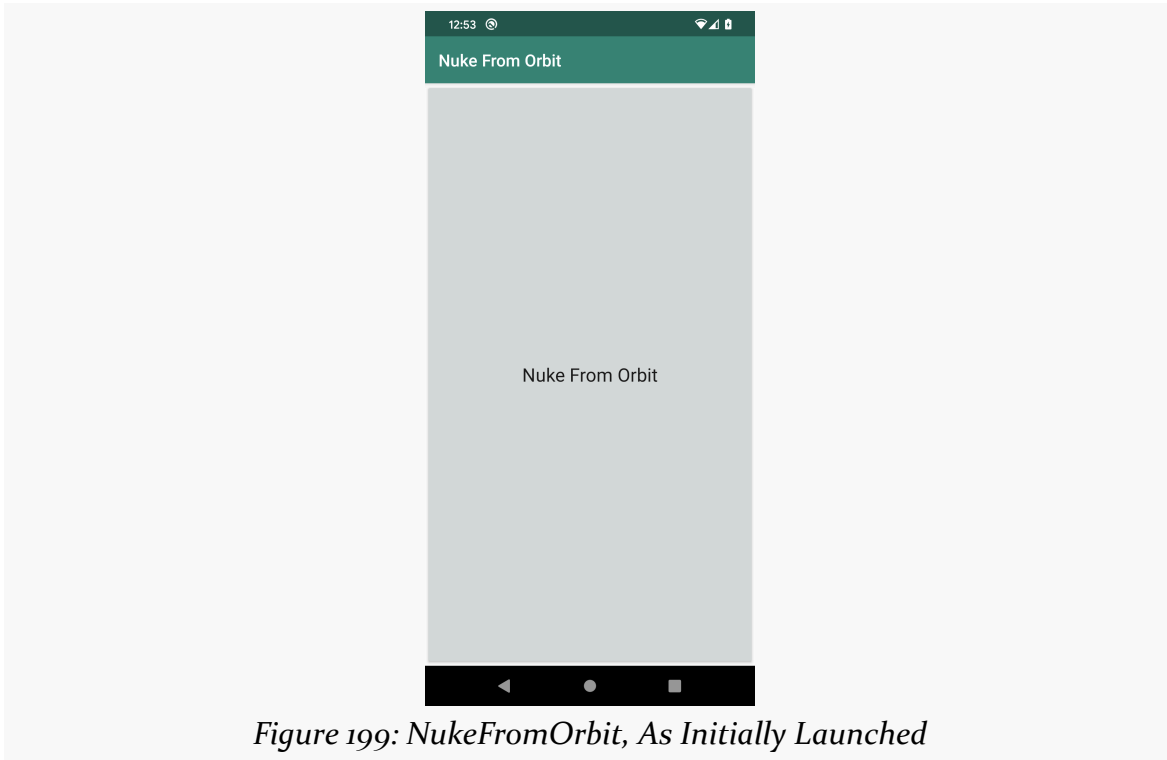 12:53
Nuke From Orbit
Nuke From Orbit
Figure 199: NukeFromOrbit, As Initially Launched